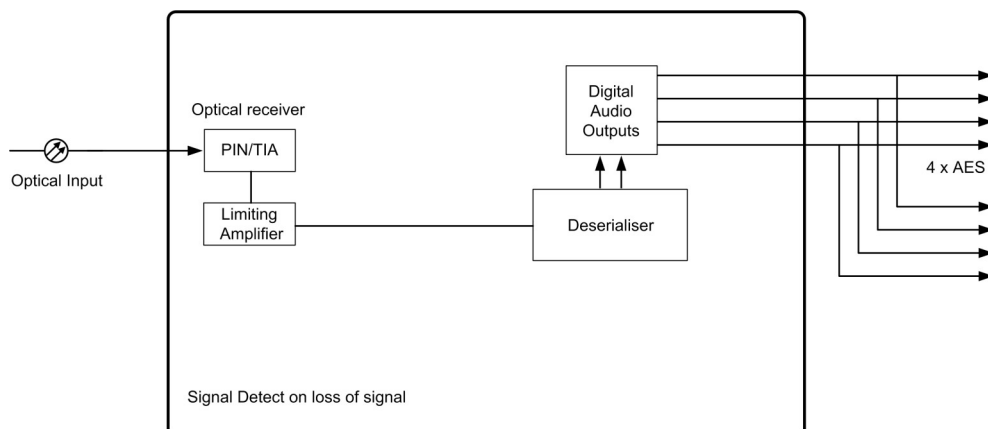 Optical receiver
PIN/TIA
Optical Input
Limiting
Amplifier
Digital
Audio
Outputs
Deserialiser
4 x AES
Signal Detect on loss of signal